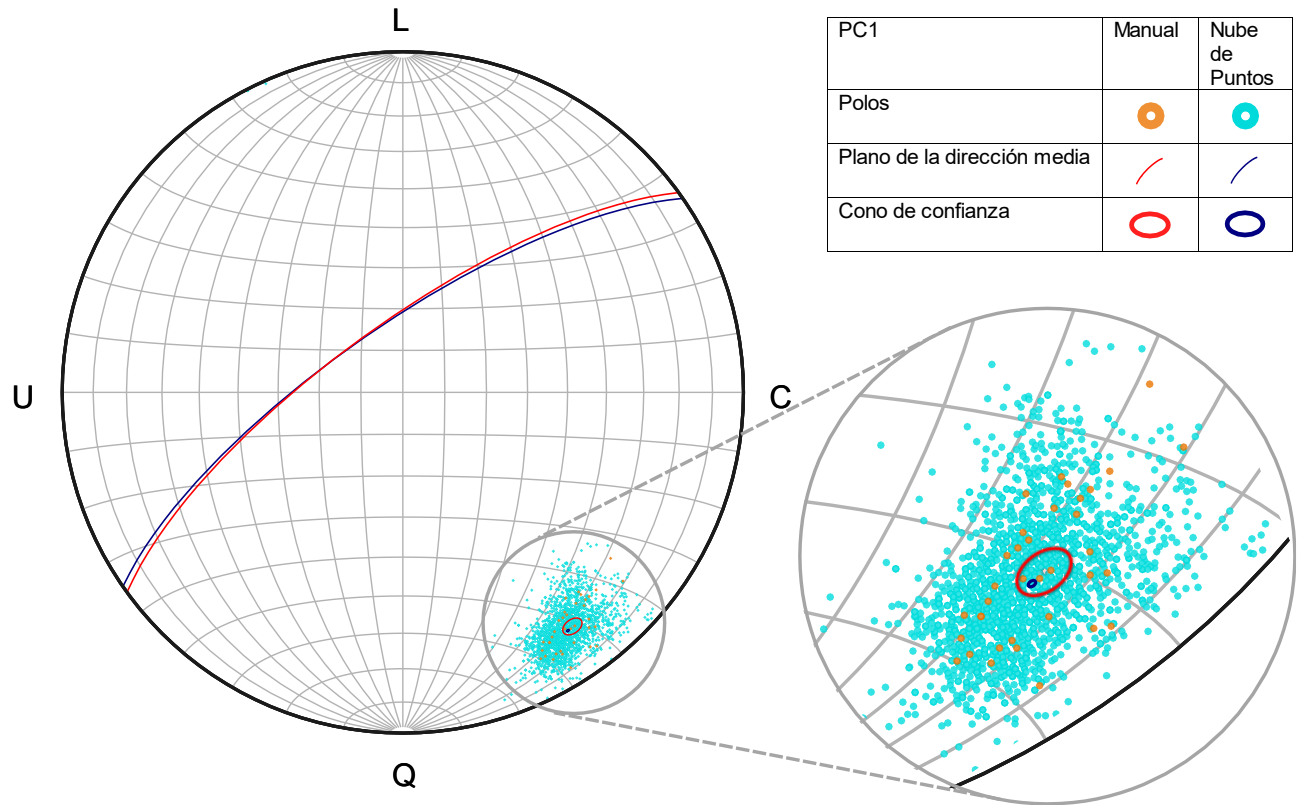 L
U
C
Q
PC1
Manual
Nube
de
Puntos
Polos
Plano de la dirección media
Cono de confianza